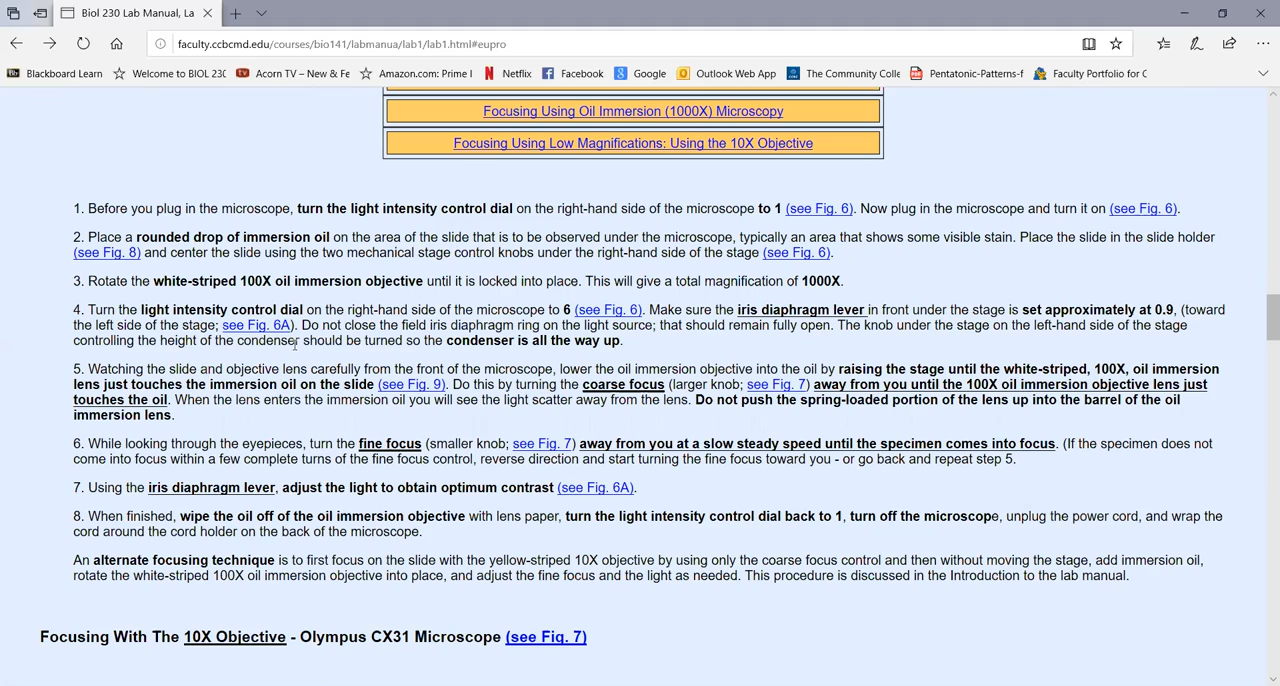 Biol 230 Lab Manual, La
faculty.ccbcmd.edu/courses/bio141/labmanua/lab1/lab1.html#eupro
Blackboard Learn Welcome to BIOL 230 Acorn TV – New & Fe Amazon.com: Prime I Netflix Facebook Google Outlook Web App The Community Colle Pentatonic-Patterns-f Faculty Portfolio for C
Focusing Using Oil Immersion (1000X) Microscopy
Focusing Using Low Magnifications: Using the 10X Objective
1. Before you plug in the microscope, turn the light intensity control dial on the right-hand side of the microscope to 1 (see Fig. 6). Now plug in the microscope and turn it on (see Fig. 6).
2. Place a rounded drop of immersion oil on the area of the slide that is to be observed under the microscope, typically an area that shows some visible stain. Place the slide in the slide holder
(see Fig. 8) and center the slide using the two mechanical stage control knobs under the right-hand side of the stage (see Fig. 6).
3. Rotate the white-striped 100X oil immersion objective until it is locked into place. This will give a total magnification of 1000X.
4. Turn the light intensity control dial on the right-hand side of the microscope to 6 (see Fig. 6). Make sure the iris diaphragm lever in front under the stage is set approximately at 0.9, (toward
the left side of the stage; see Fig. 6A). Do not close the field iris diaphragm ring on the light source; that should remain fully open. The knob under the stage on the left-hand side of the stage
controlling the height of the condenser should be turned so the condenser is all the way up.
5. Watching the slide and objective lens carefully from the front of the microscope, lower the oil immersion objective into the oil by raising the stage until the white-striped, 100X, oil immersion
lens just touches the immersion oil on the slide (see Fig. 9). Do this by turning the coarse focus (larger knob; see Fig. 7) away from you until the 100X oil immersion objective lens just
touches the oil. When the lens enters the immersion oil you will see the light scatter away from the lens. Do not push the spring-loaded portion of the lens up into the barrel of the oil
immersion lens.
6. While looking through the eyepieces, turn the fine focus (smaller knob; see Fig. 7) away from you at a slow steady speed until the specimen comes into focus. (If the specimen does not
come into focus within a few complete turns of the fine focus control, reverse direction and start turning the fine focus toward you - or go back and repeat step 5.
7. Using the iris diaphragm lever, adjust the light to obtain optimum contrast (see Fig. 6A).
8. When finished, wipe the oil off of the oil immersion objective with lens paper, turn the light intensity control dial back to 1, turn off the microscope, unplug the power cord, and wrap the
cord around the cord holder on the back of the microscope.
An alternate focusing technique is to first focus on the slide with the yellow-striped 10X objective by using only the coarse focus control and then without moving the stage, add immersion oil,
rotate the white-striped 100X oil immersion objective into place, and adjust the fine focus and the light as needed. This procedure is discussed in the Introduction to the lab manual.
Focusing With The 10X Objective - Olympus CX31 Microscope (see Fig. 7)